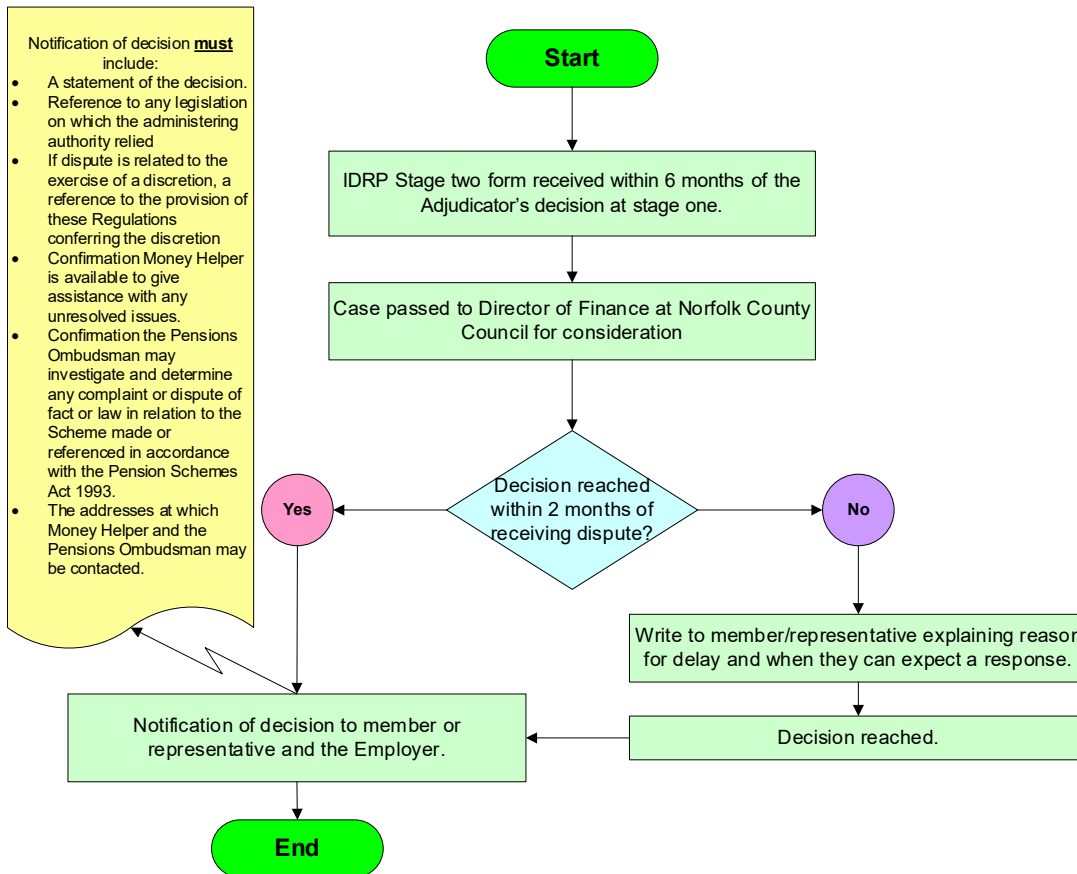 Notification of decision must
include:
• A statement of the decision.
• Reference to any legislation
on which the administering
authority relied
• If dispute is related to the
exercise of a discretion, a
reference to the provision of
these Regulations
conferring the discretion
• Confirmation Money Helper
is available to give
assistance with any
unresolved issues.
• Confirmation the Pensions
Ombudsman may
investigate and determine
any complaint or dispute of
fact or law in relation to the
Scheme made or
referenced in accordance
with the Pension Schemes
Act 1993.
• The addresses at which
Money Helper and the
Pensions Ombudsman may
be contacted.
Start
IDRP Stage two form received within 6 months of the
Adjudicator’s decision at stage one.
Case passed to Director of Finance at Norfolk County
Council for consideration
Decision reached
within 2 months of
receiving dispute?
Yes
No
Write to member/representative explaining reason
for delay and when they can expect a response.
Decision reached.
Notification of decision to member or
representative and the Employer.
End